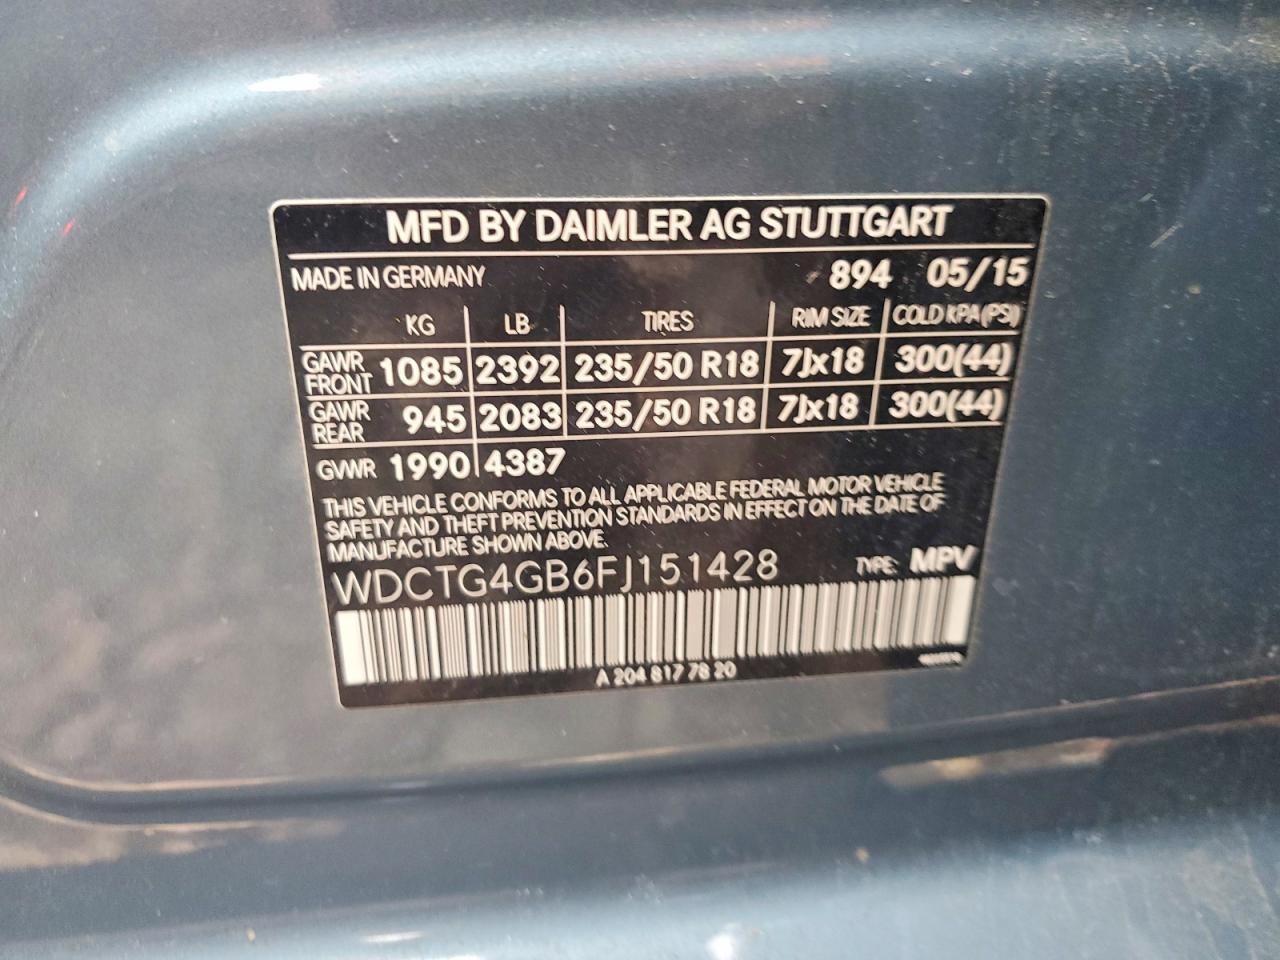 MFD BY DAIMLER AG STUTTGART
MADE IN GERMANY 894 05/15
KG LB TIRES RIM SIZE COLD KPA(PSI)
GAWR FRONT 1085 2392 235/50 R18 7Jx18 300(44)
GAWR REAR 945 2083 235/50 R18 7Jx18 300(44)
GVWR 1990 4387
THIS VEHICLE CONFORMS TO ALL APPLICABLE FEDERAL MOTOR VEHICLE
SAFETY AND THEFT PREVENTION STANDARDS IN EFFECT ON THE DATE OF
MANUFACTURE SHOWN ABOVE.
WDCTG4GB6FJ151428 TYPE: MPV
A 204 817 78 20